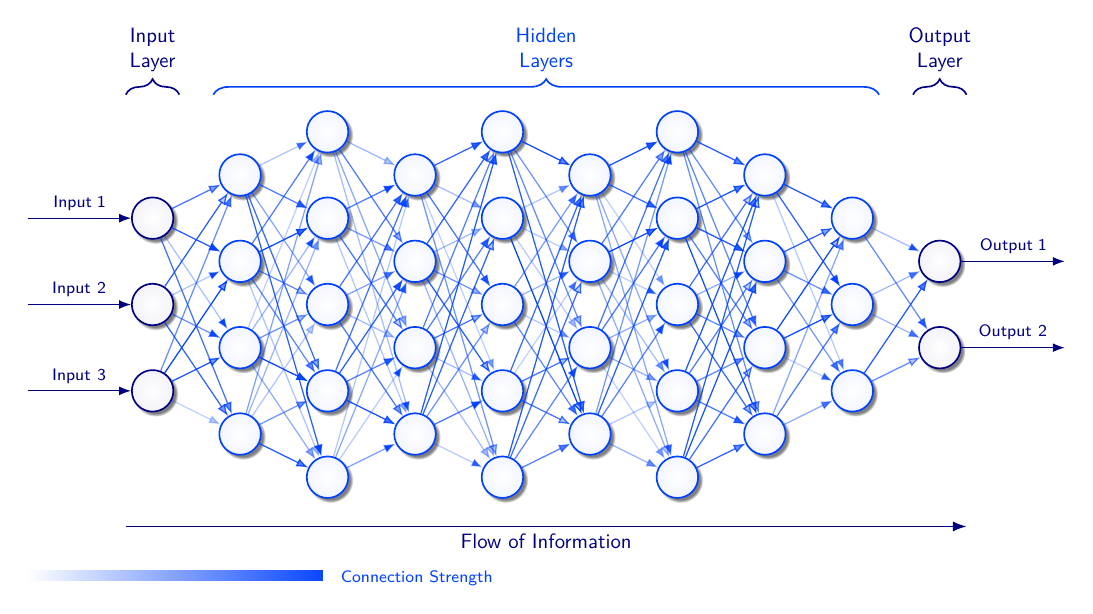 Input
Layer
Hidden
Layers
Output
Layer
Input 1
Input 2
Input 3
Output 1
Output 2
Flow of Information
Connection Strength